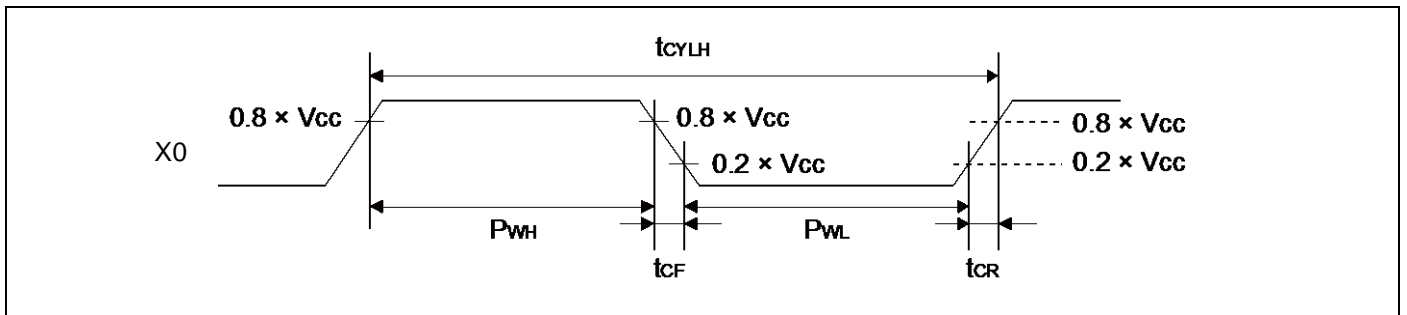 tCYLH
0.8 × Vcc
0.8 × Vcc
0.8 × Vcc
X0
0.2 × Vcc
0.2 × Vcc
PWH
PWL
tCF
tCR